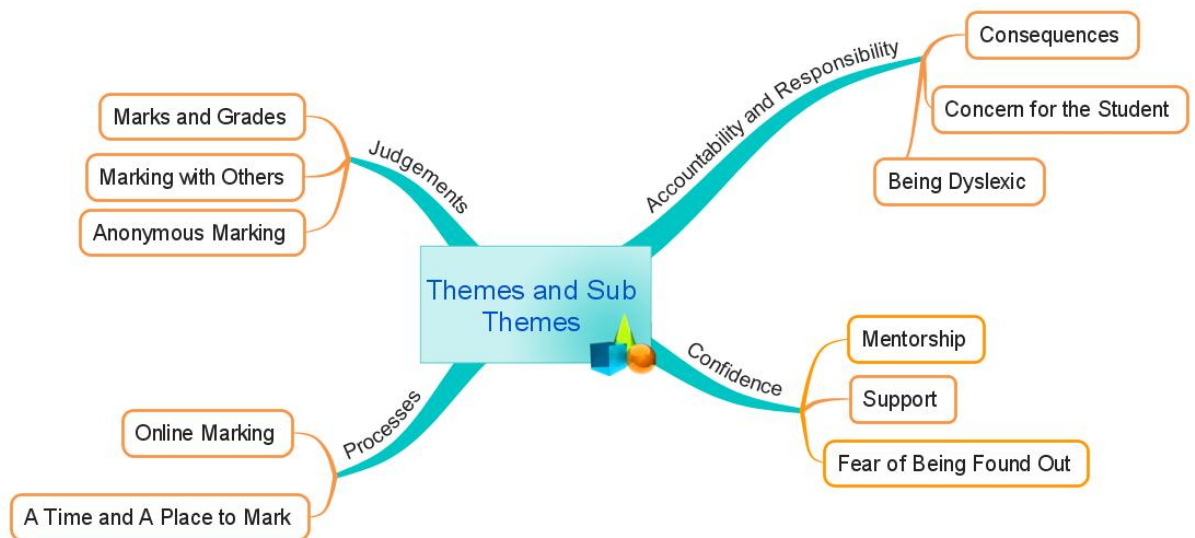 Themes and Sub
Themes
Judgements
Marks and Grades
Marking with Others
Anonymous Marking
Accountability and Responsibility
Consequences
Concern for the Student
Being Dyslexic
Processes
Online Marking
A Time and A Place to Mark
Confidence
Mentorship
Support
Fear of Being Found Out